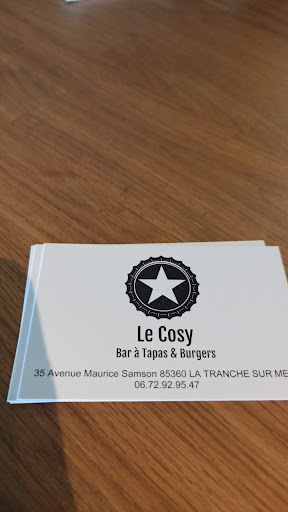 Le Cosy
Bar à Tapas & Burgers
35 Avenue Maurice Samson 85360 LA TRANCHE SUR ME
06.72.92.95.47